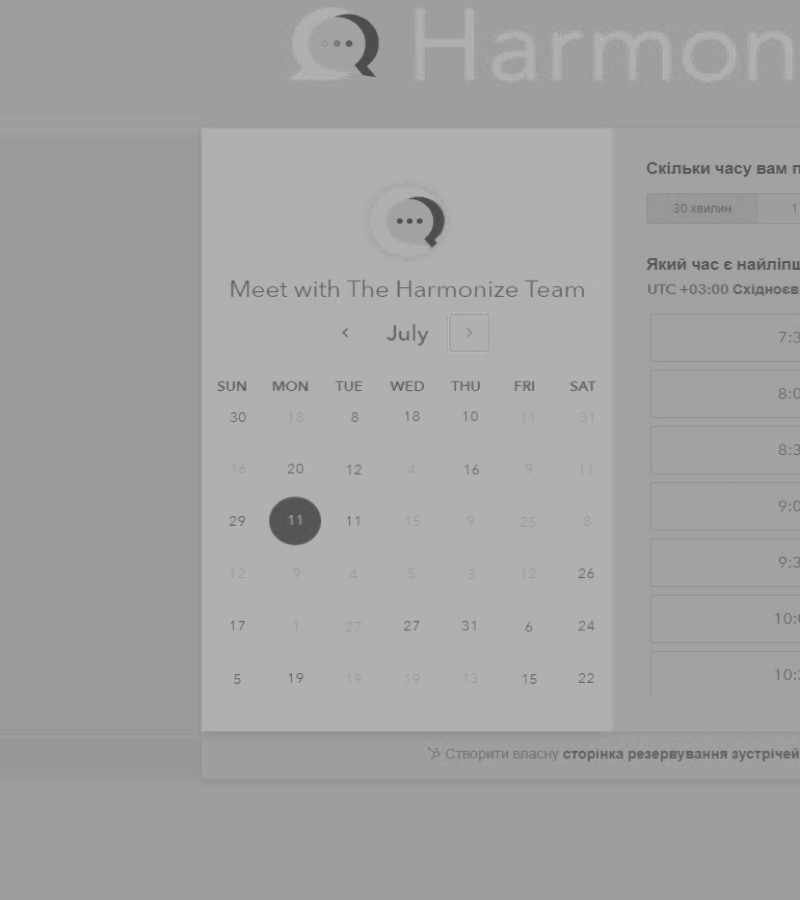 Harmon
Meet with The Harmonize Team
July
SUN MON TUE WED THU FRI SAT
30 18 8 18 10 11 31
16 20 12 4 16 9 11
29 11 11 15 9 25 8
12 9 4 5 3 12 26
17 1 27 27 31 6 24
5 19 19 19 13 15 22
Скільки часу вам п
30 хвилин 1
Який час є найліпш
UTC +03:00 Східноєв
7:3
8:0
8:3
9:0
9:3
10:0
10:3
Створити власну сторінка резервування зустрічей